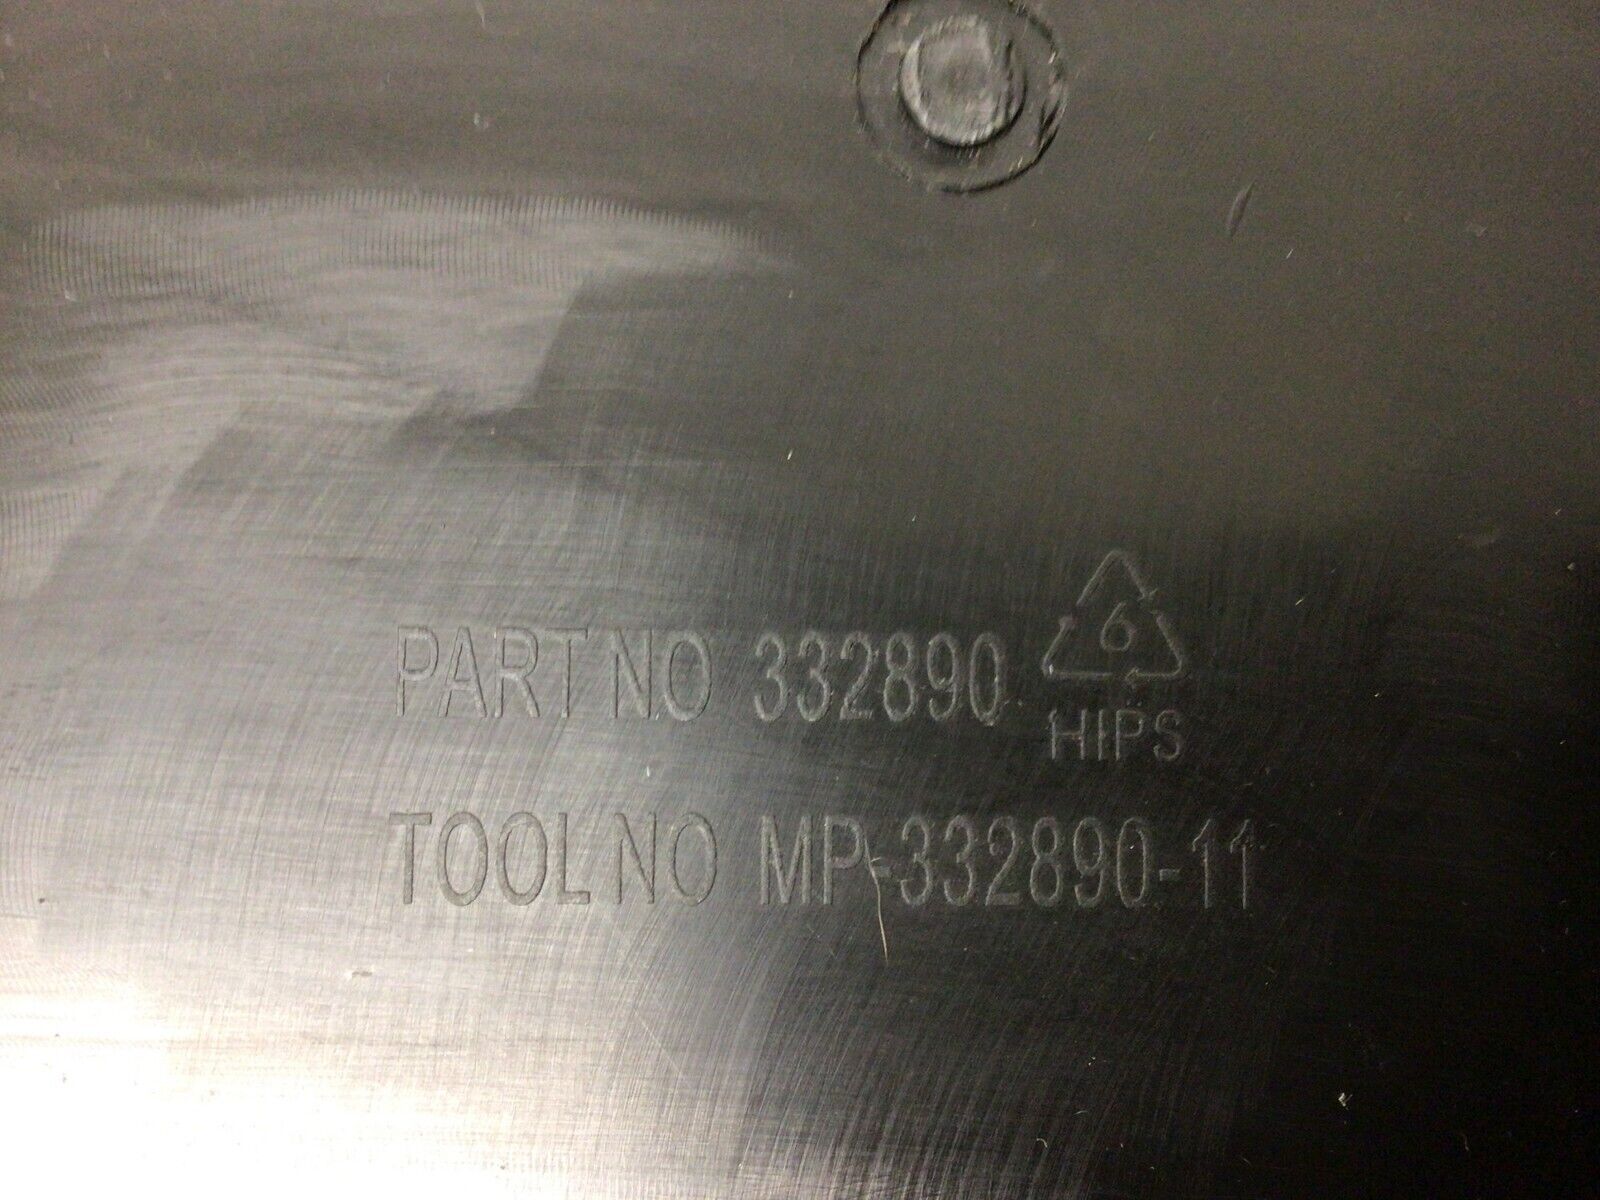 PART NO 332890 6
HIPS
TOOL NO MP-332890-11